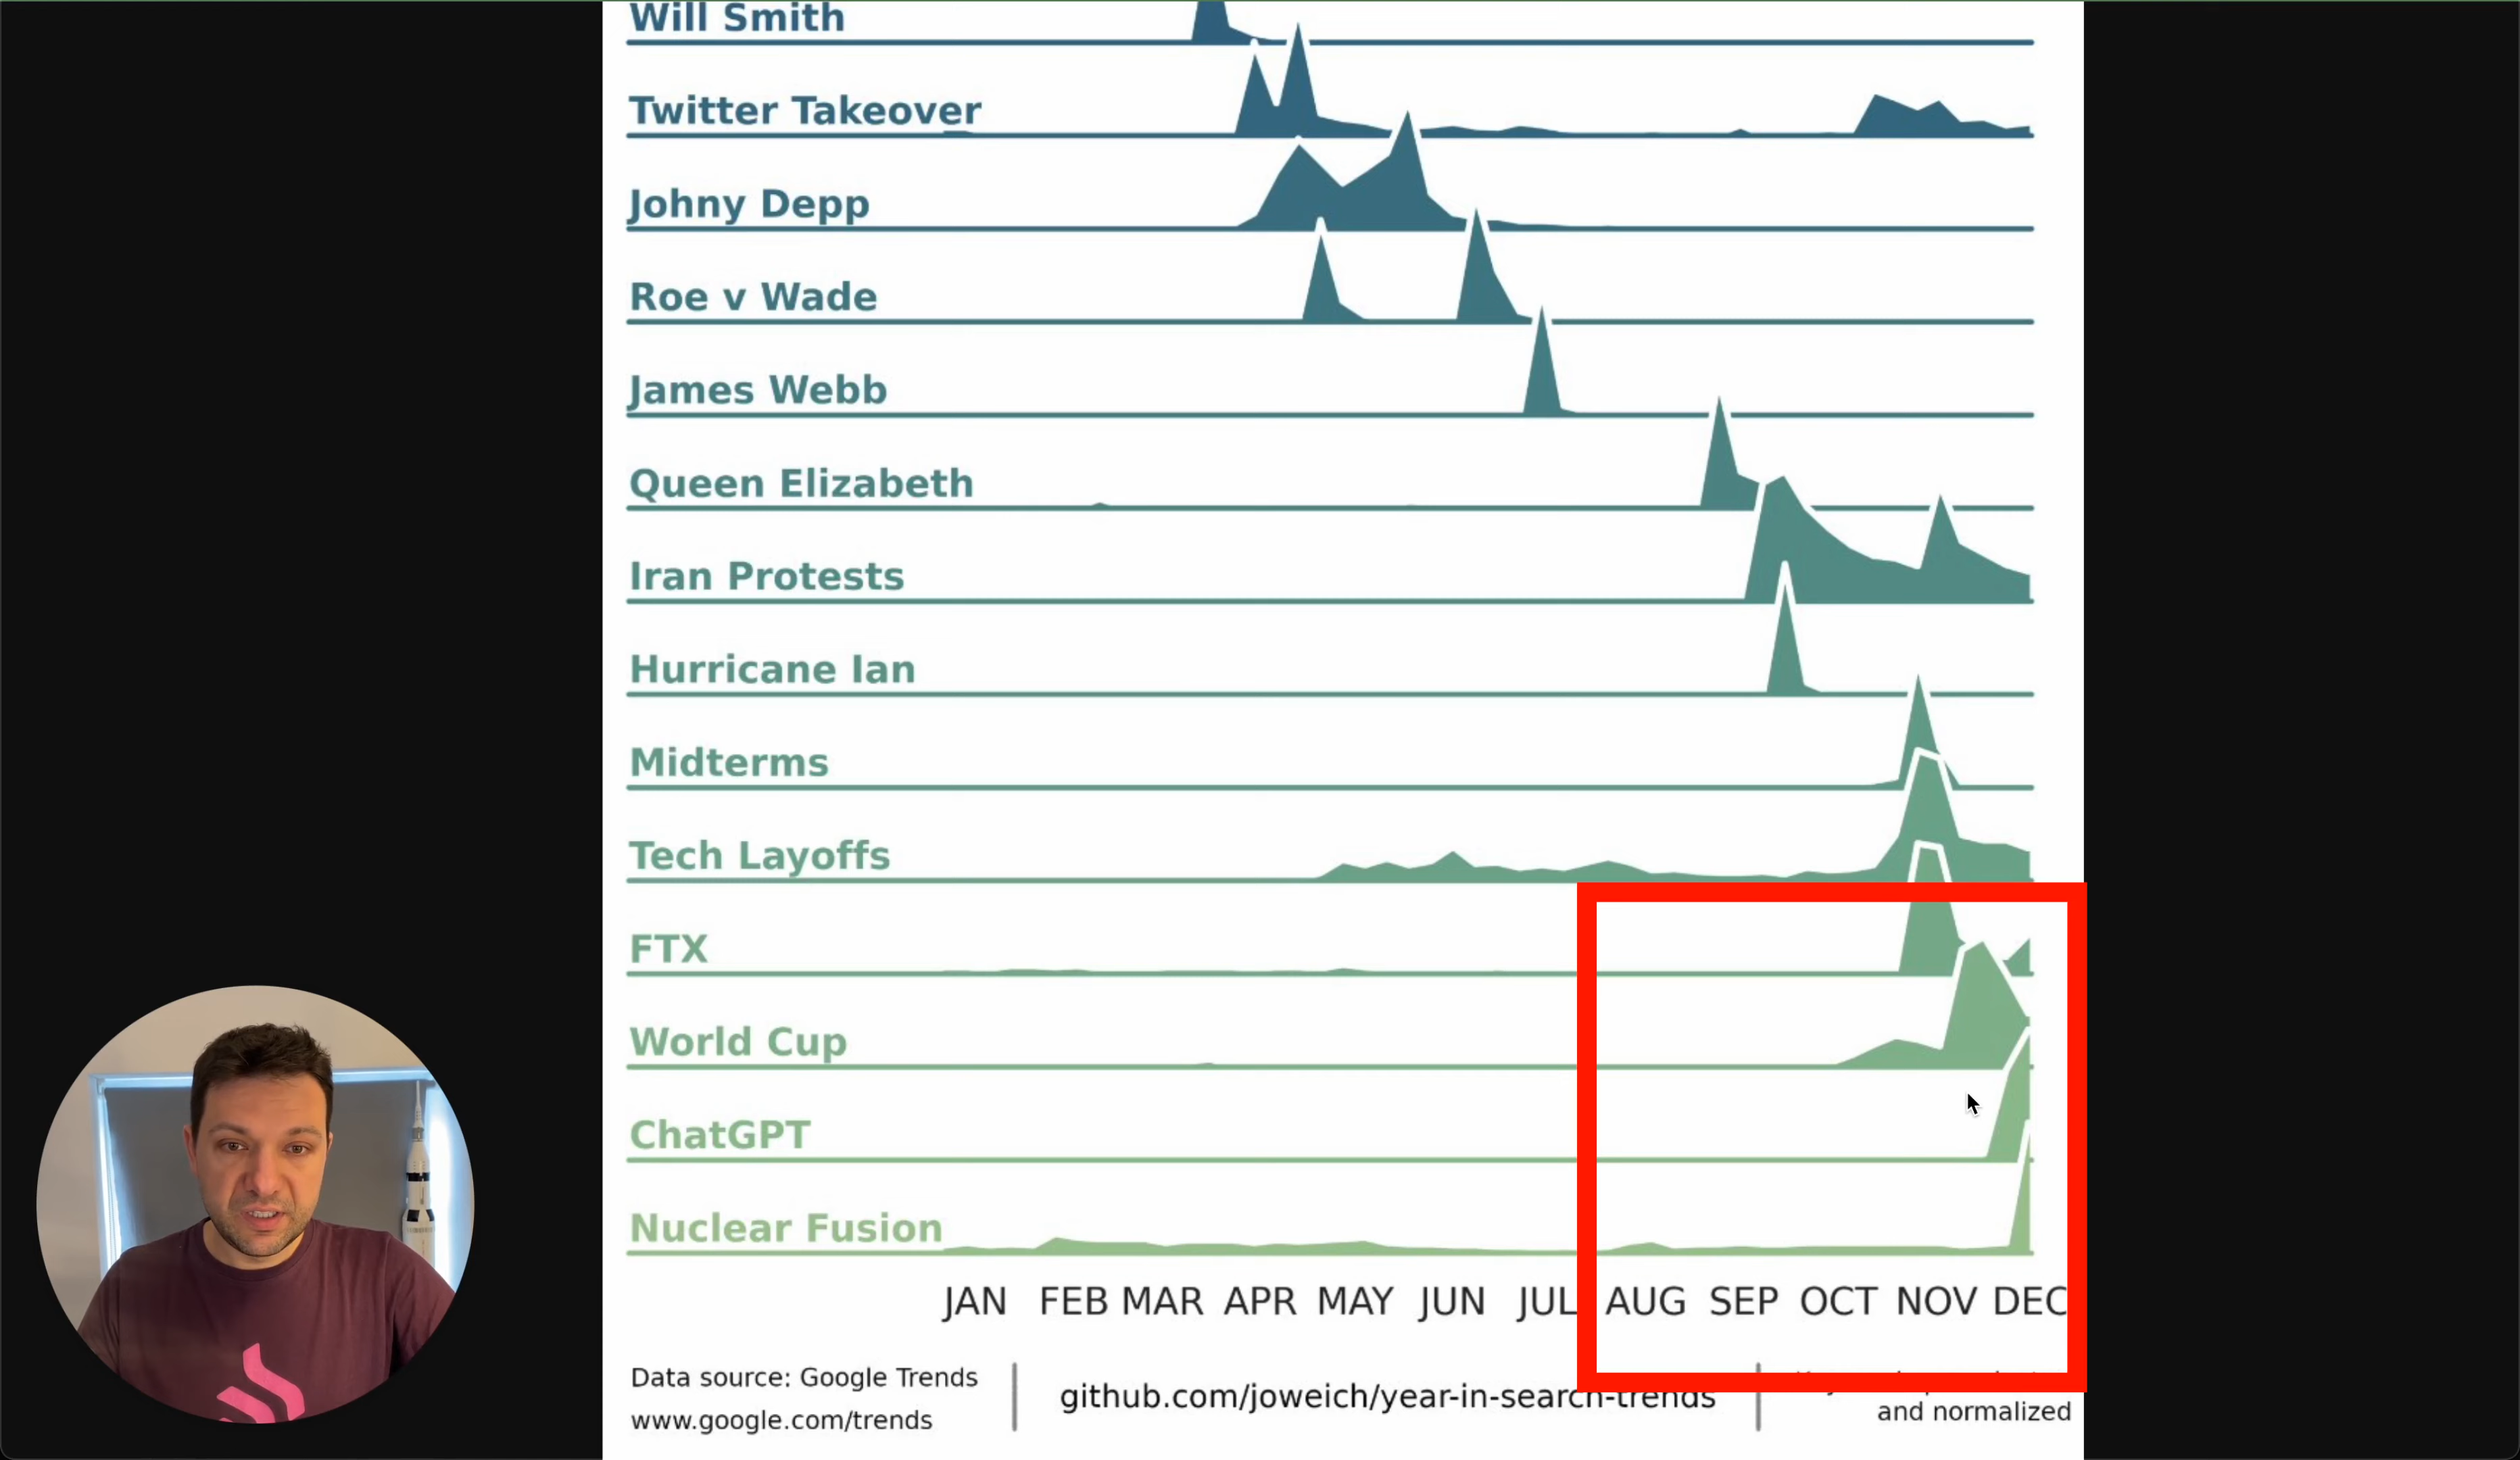 Will Smith
Twitter Takeover
Johny Depp
Roe v Wade
James Webb
Queen Elizabeth
Iran Protests
Hurricane Ian
Midterms
Tech Layoffs
FTX
World Cup
ChatGPT
Nuclear Fusion
JAN FEB MAR APR MAY JUN JUL AUG SEP OCT NOV DEC
Data source: Google Trends
www.google.com/trends
github.com/joweich/year-in-search-trends
and normalized